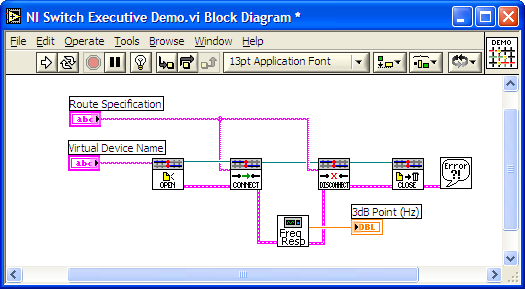 NI Switch Executive Demo.vi Block Diagram *
File Edit Operate Tools Browse Window Help
13pt Application Font
DEMO
Route Specification
abc
Virtual Device Name
abc
OPEN
CONNECT
DISCONNECT
CLOSE
Error
?!
3dB Point (Hz)
DBL
Freq
Resp